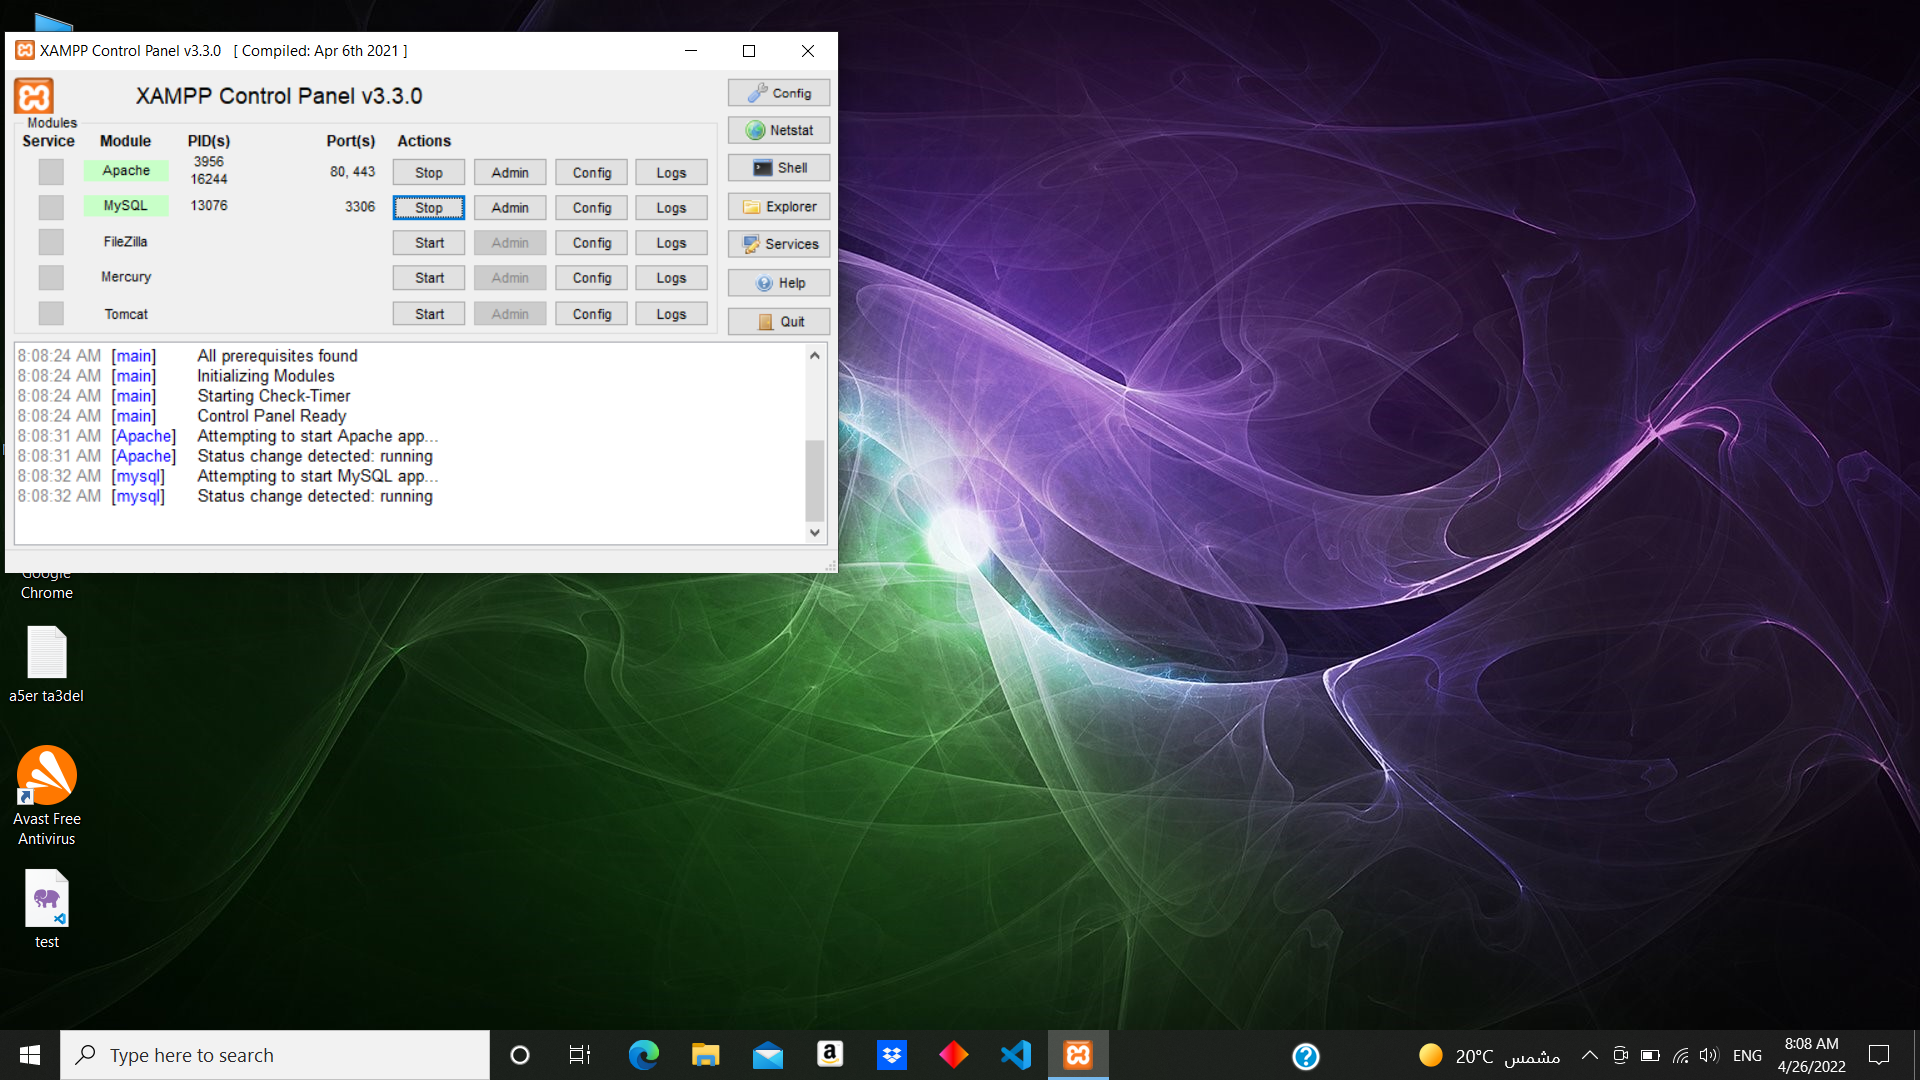 XAMPP Control Panel v3.3.0 [ Compiled: Apr 6th 2021 ]
XAMPP Control Panel v3.3.0
Modules
Service Module PID(s) Port(s) Actions
Apache 3956 16244 80, 443 Stop Admin Config Logs
MySQL 13076 3306 Stop Admin Config Logs
FileZilla Start Admin Config Logs
Mercury Start Admin Config Logs
Tomcat Start Admin Config Logs
Config
Netstat
Shell
Explorer
Services
Help
Quit
8:08:24 AM [main] All prerequisites found
8:08:24 AM [main] Initializing Modules
8:08:24 AM [main] Starting Check-Timer
8:08:24 AM [main] Control Panel Ready
8:08:31 AM [Apache] Attempting to start Apache app...
8:08:31 AM [Apache] Status change detected: running
8:08:32 AM [mysql] Attempting to start MySQL app...
8:08:32 AM [mysql] Status change detected: running
Google
Chrome
a5er ta3del
Avast Free
Antivirus
test
Type here to search
20°C مشمس
ENG
8:08 AM
4/26/2022